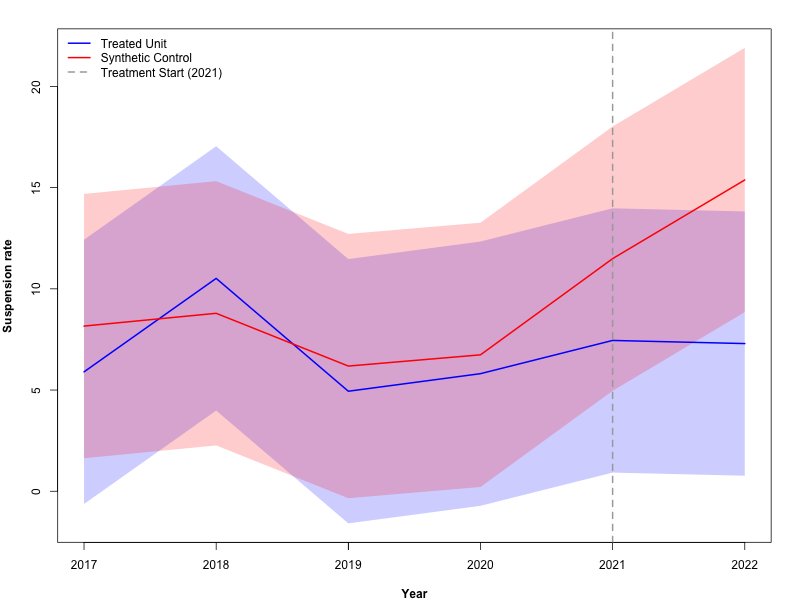 Treated Unit
Synthetic Control
Treatment Start (2021)
Suspension rate
20
15
10
5
0
2017 2018 2019 2020 2021 2022
Year